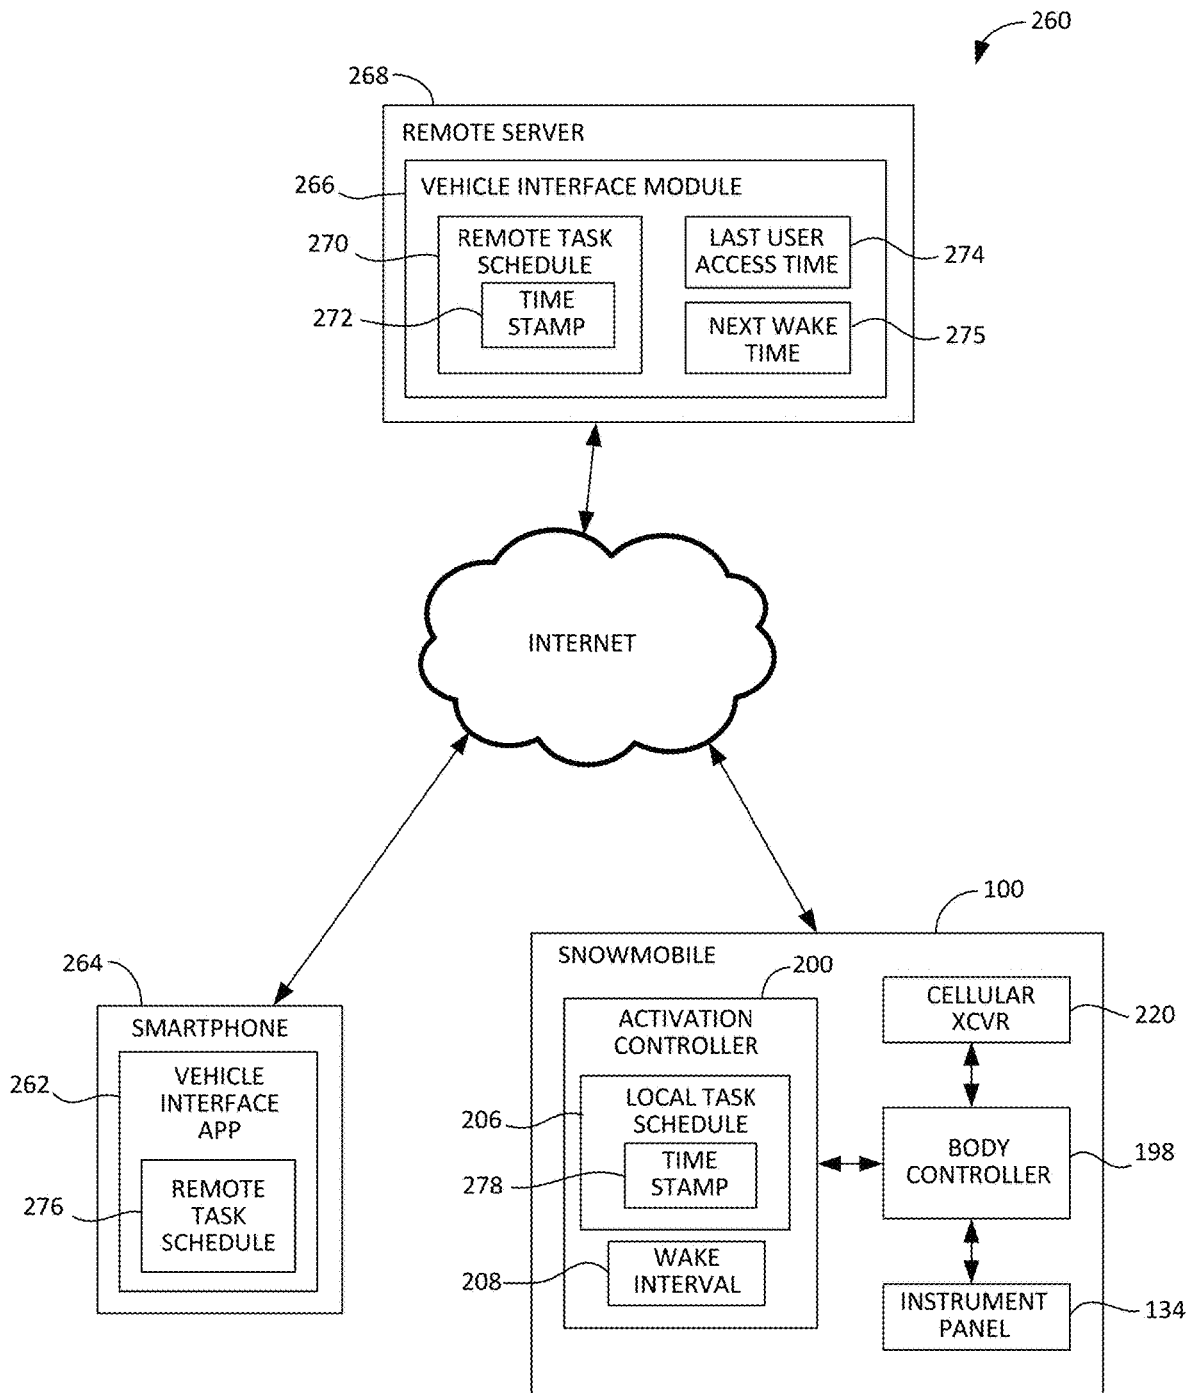 260
268
REMOTE SERVER
266
VEHICLE INTERFACE MODULE
270
REMOTE TASK
SCHEDULE
272
TIME
STAMP
LAST USER
ACCESS TIME
274
NEXT WAKE
TIME
275
INTERNET
264
SMARTPHONE
262
VEHICLE
INTERFACE
APP
276
REMOTE
TASK
SCHEDULE
100
SNOWMOBILE
200
ACTIVATION
CONTROLLER
206
LOCAL TASK
SCHEDULE
278
TIME
STAMP
208
WAKE
INTERVAL
CELLULAR
XCVR
220
BODY
CONTROLLER
198
INSTRUMENT
PANEL
134